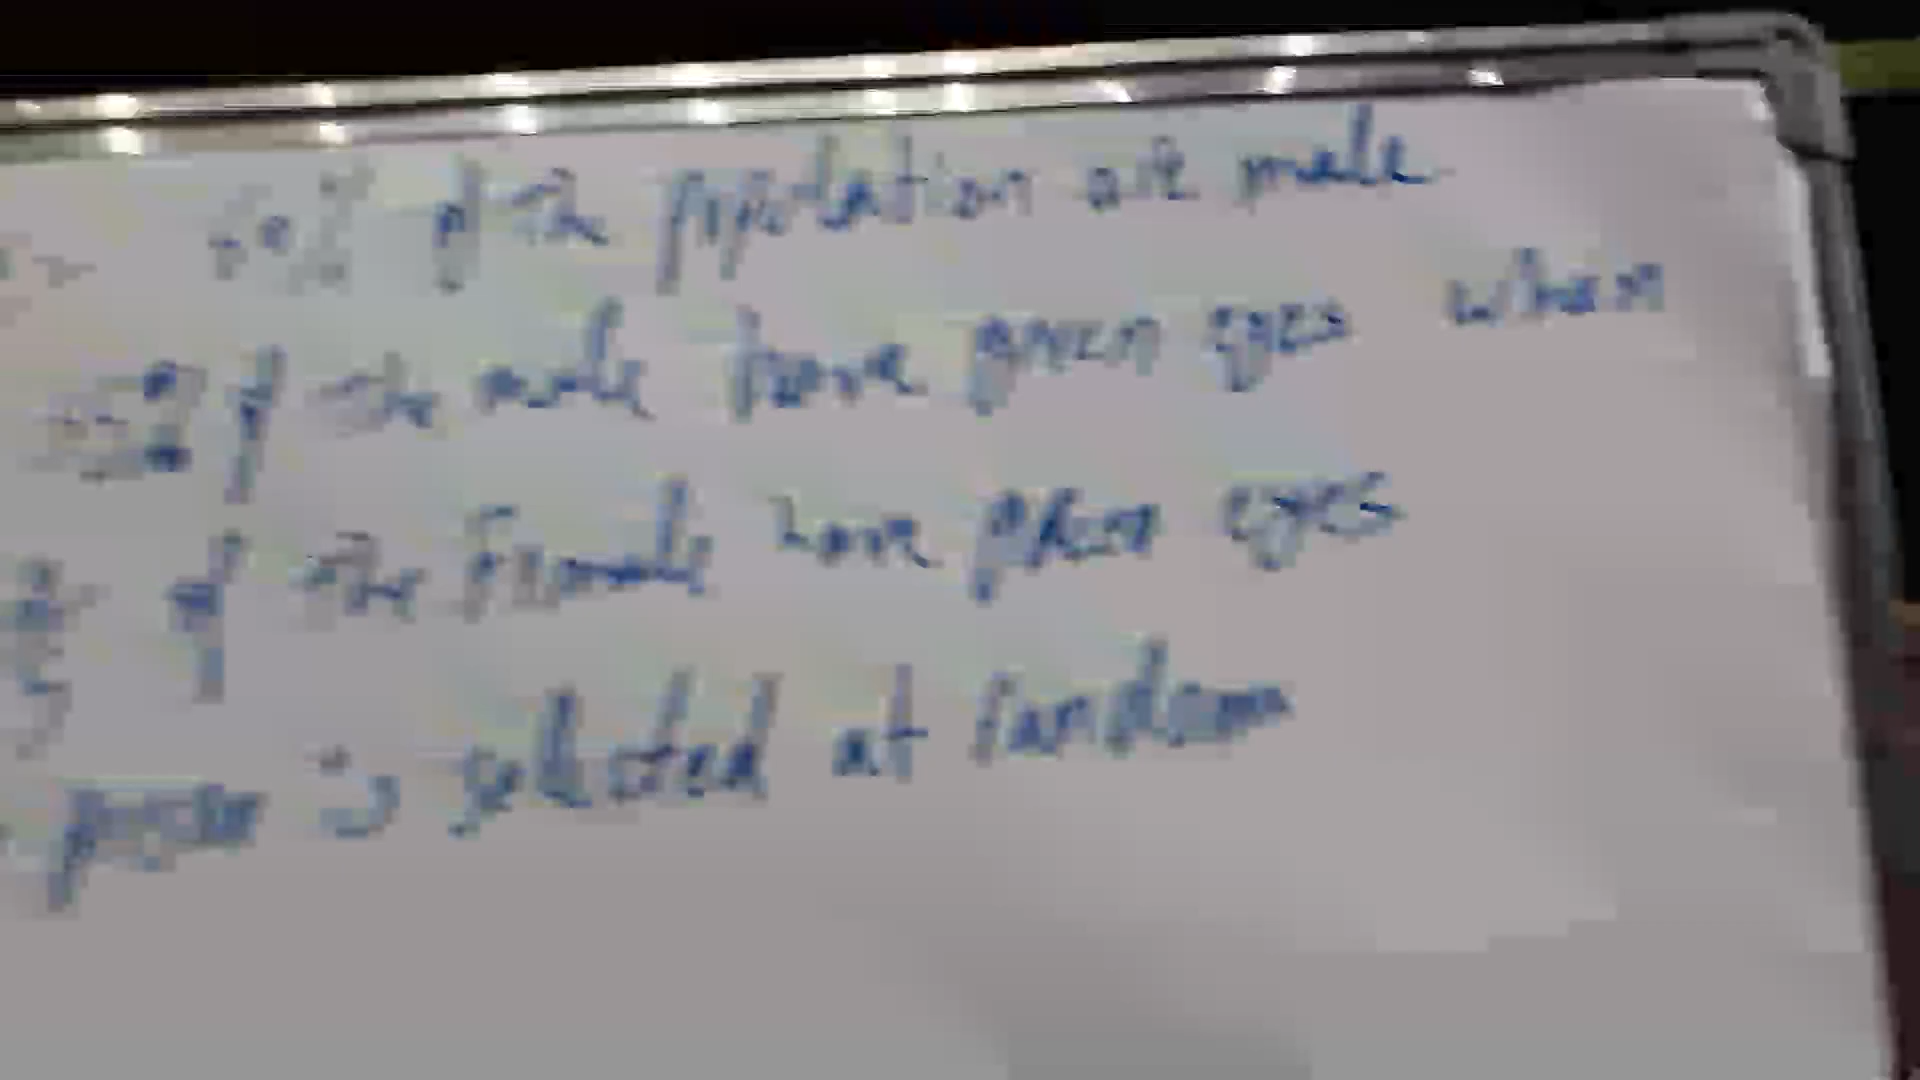 of the population are male
of the male have green eyes when
of the Female have green eyes
person is selected at random